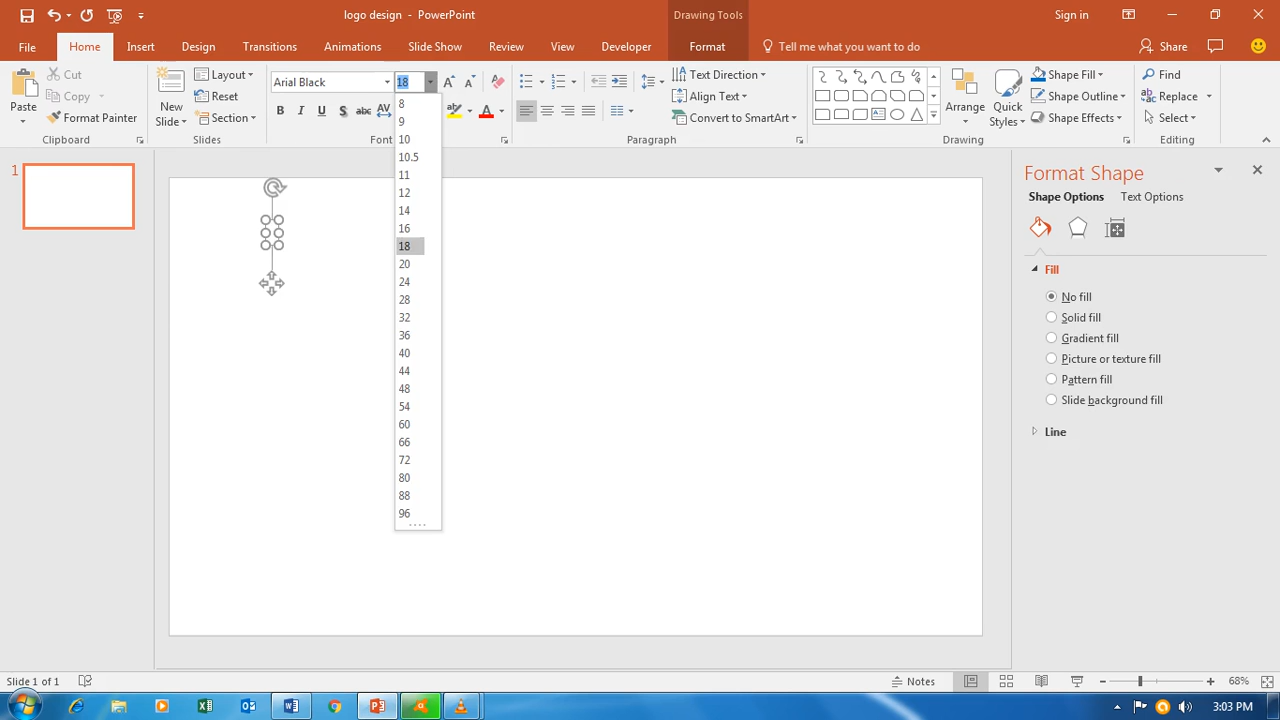 logo design - PowerPoint
Drawing Tools
Sign in
File
Home
Insert
Design
Transitions
Animations
Slide Show
Review
View
Developer
Format
Tell me what you want to do
Share
Paste
Cut
Copy
Format Painter
Clipboard
New Slide
Layout
Reset
Section
Slides
Arial Black
18
B
I
U
S
abc
AV
A
A
A
Font
Text Direction
Align Text
Convert to SmartArt
Paragraph
Arrange
Quick Styles
Shape Fill
Shape Outline
Shape Effects
Drawing
Find
Replace
Select
Editing
8
9
10
10.5
11
12
14
16
18
20
24
28
32
36
40
44
48
54
60
66
72
80
88
96
1
Format Shape
Shape Options
Text Options
Fill
No fill
Solid fill
Gradient fill
Picture or texture fill
Pattern fill
Slide background fill
Line
Slide 1 of 1
Notes
68%
3:03 PM